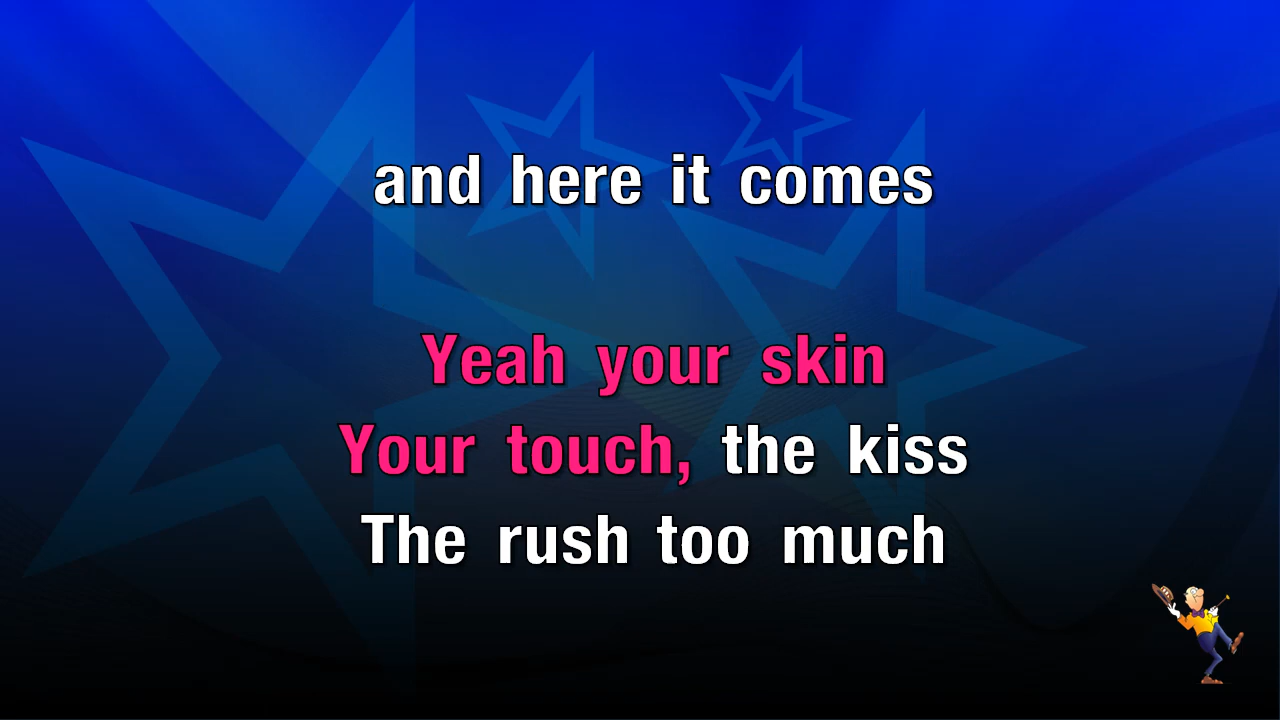 and here it comes
Yeah your skin
Your touch, the kiss
The rush too much